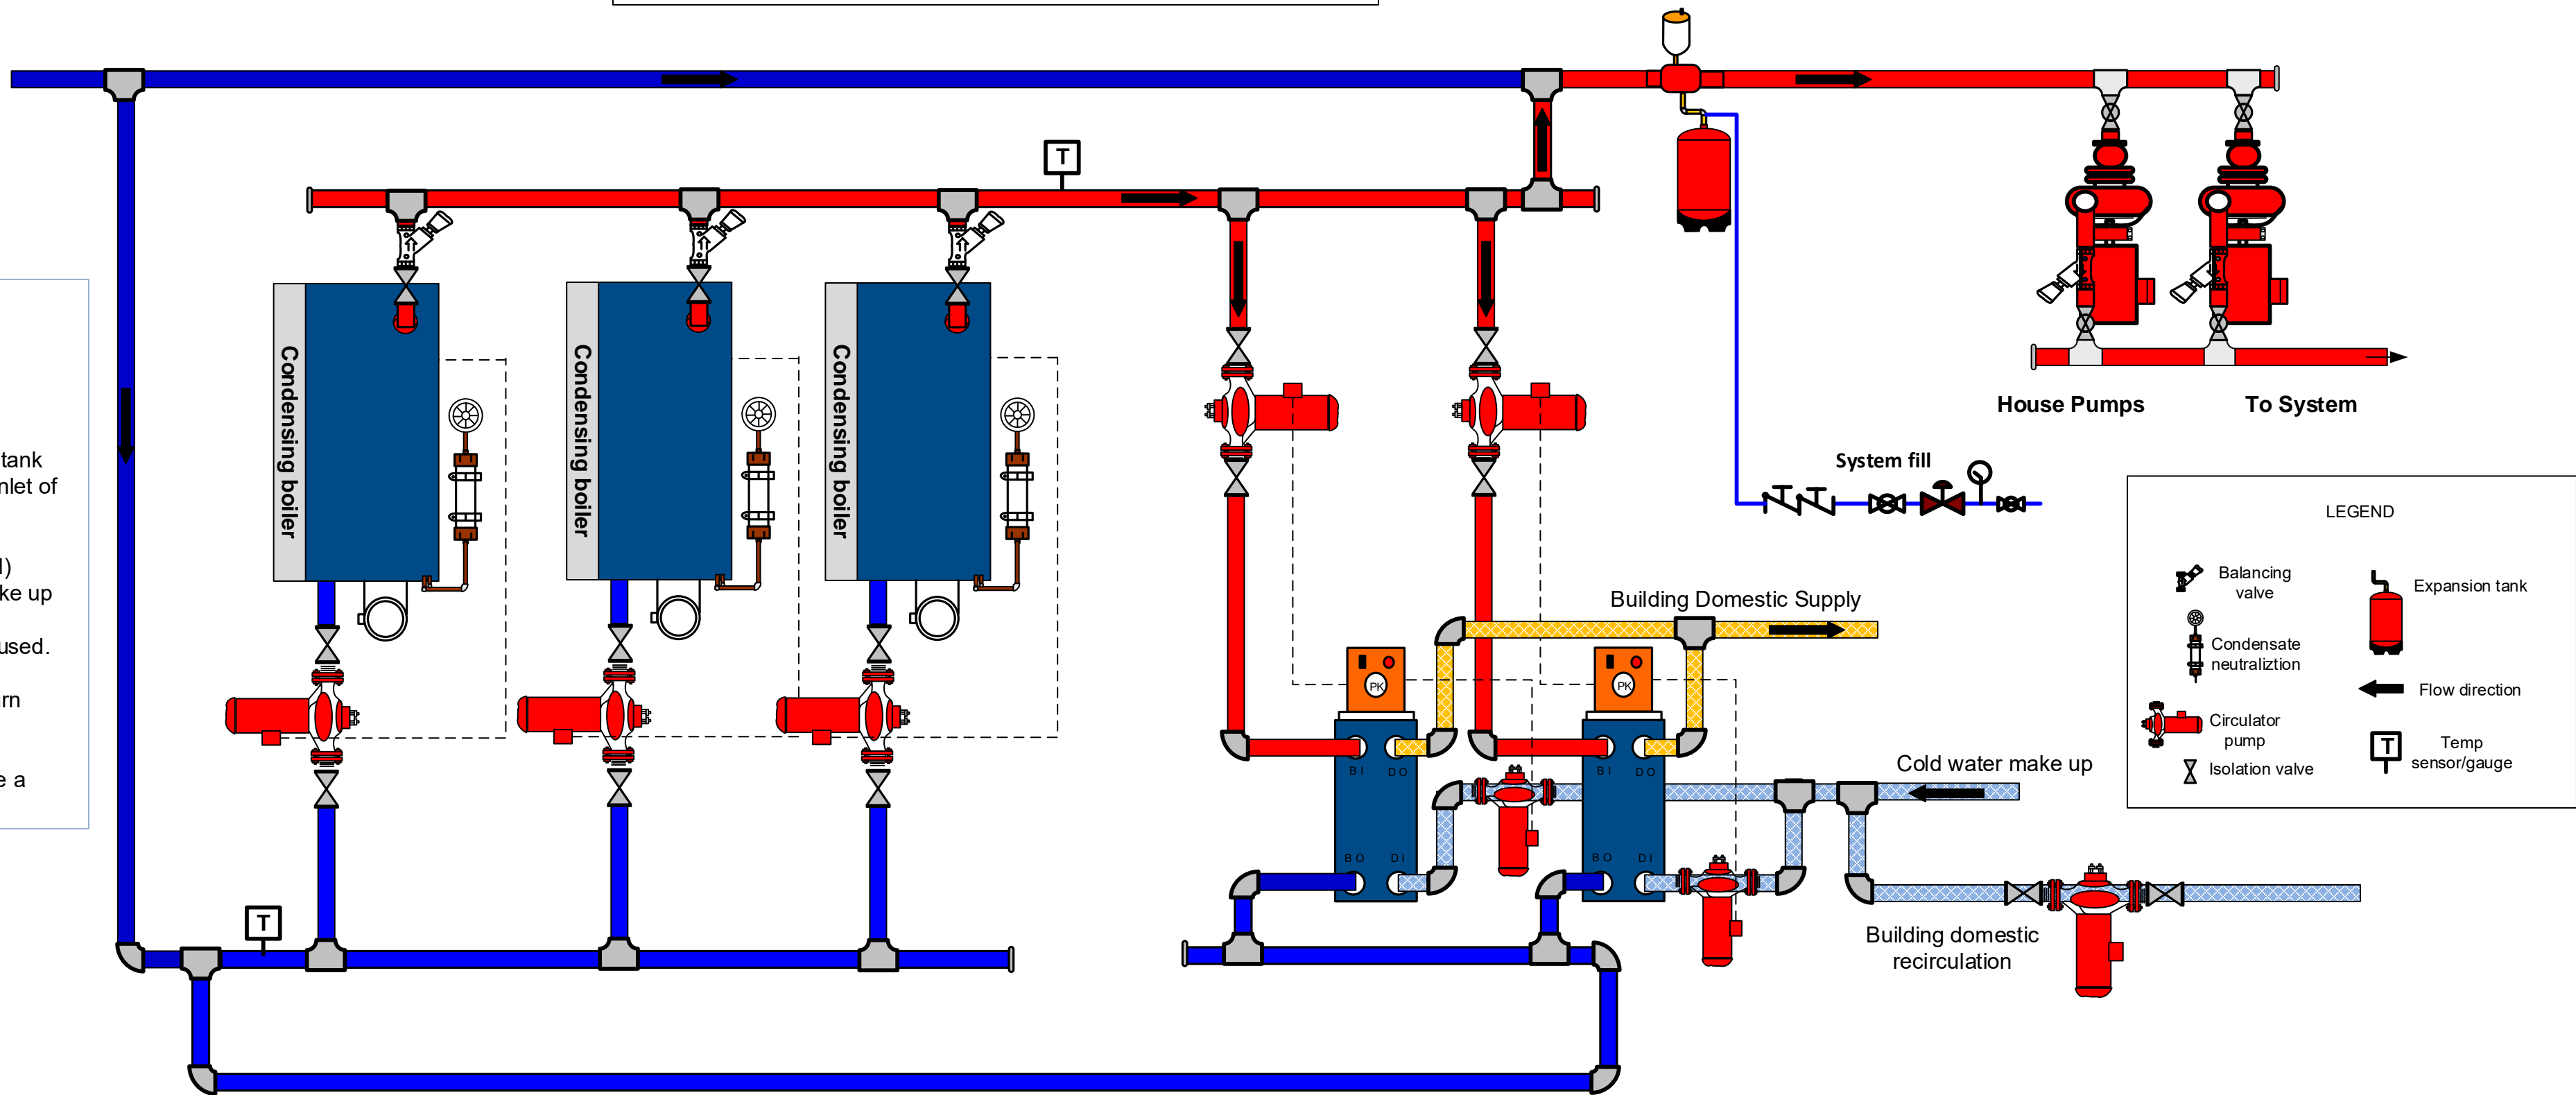 T
tank
nlet of
ke up
used.
rn
e a
Condensing boiler
Condensing boiler
Condensing boiler
T
House Pumps
To System
System fill
Building Domestic Supply
PK
PK
B I
D O
B I
D O
B O
D I
B O
D I
Cold water make up
Building domestic
recirculation
LEGEND
Balancing
valve
Condensate
neutraliztion
Circulator
pump
Isolation valve
Expansion tank
Flow direction
T
Temp
sensor/gauge